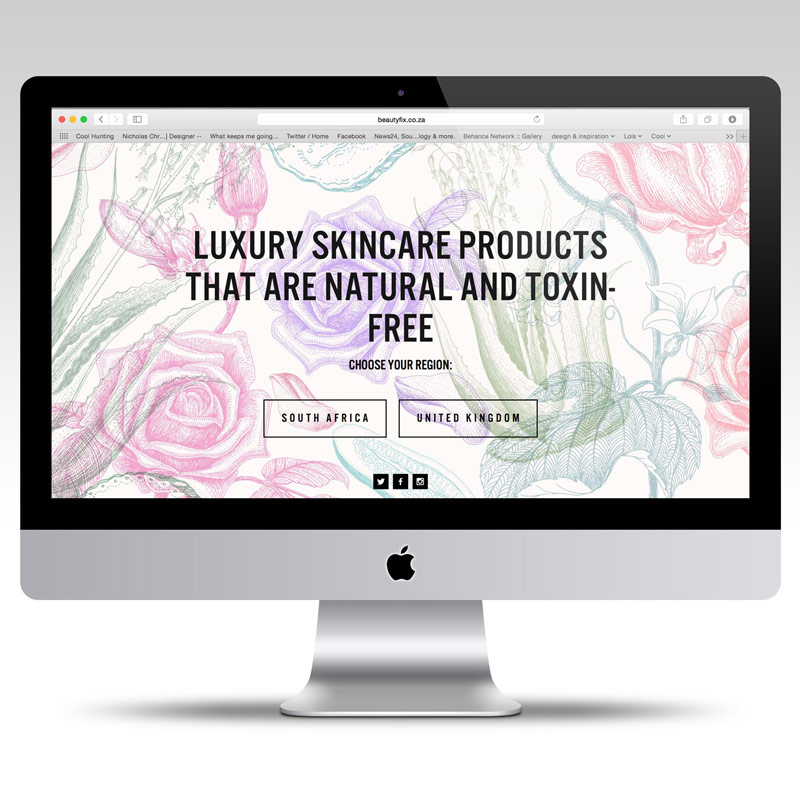 beautyfix.co.za
Cool Hunting Nicholas Chr...| Designer -- What keeps me going... Twitter / Home Facebook News24, Sou...logy & more. Behance Network :: Gallery design & inspiration Lols Cool
LUXURY SKINCARE PRODUCTS
THAT ARE NATURAL AND TOXIN-
FREE
CHOOSE YOUR REGION:
SOUTH AFRICA UNITED KINGDOM